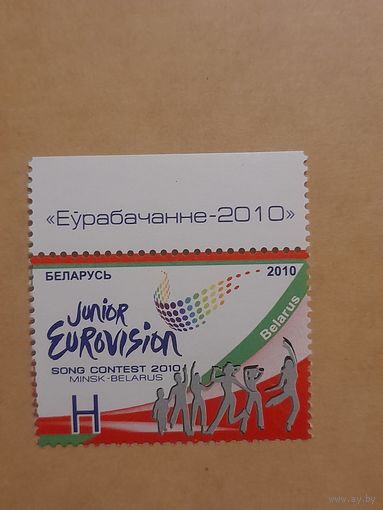 «Еўрабачанне-2010»
БЕЛАРУСЬ 2010
JUNIOR
EUROVISION
Belarus
SONG CONTEST 2010
MINSK-BELARUS
H
www.ay.by